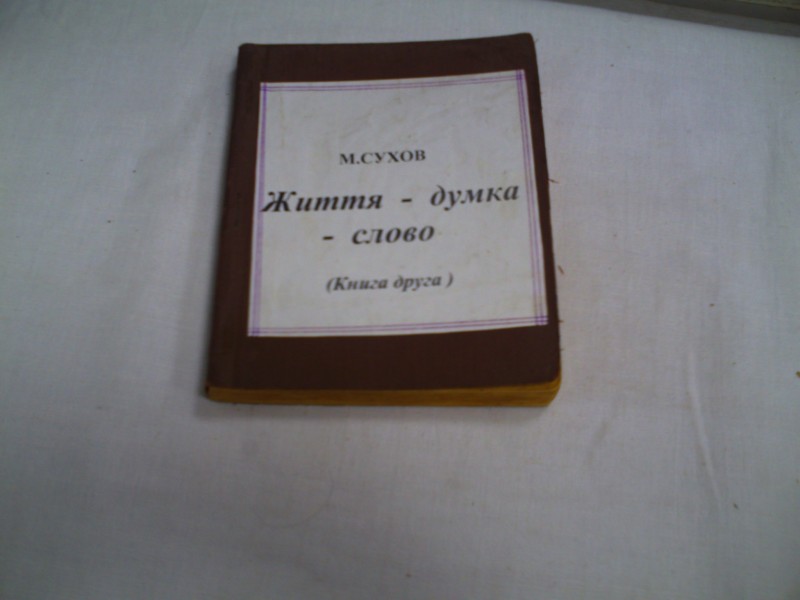 М.СУХОВ
Життя - думка
- слово
(Книга друга )